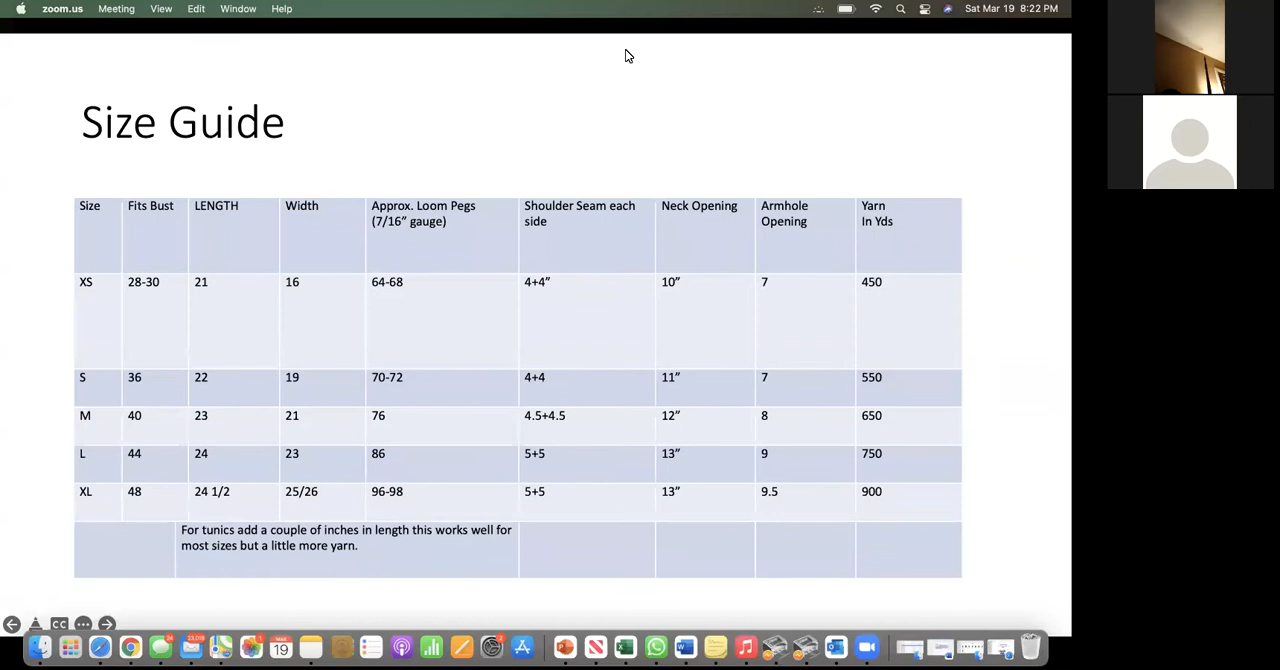 zoom.us Meeting View Edit Window Help Sat Mar 19 8:22 PM
Size Guide
Size Fits Bust LENGTH Width Approx. Loom Pegs (7/16” gauge) Shoulder Seam each side Neck Opening Armhole Opening Yarn In Yds
XS 28-30 21 16 64-68 4+4” 10” 7 450
S 36 22 19 70-72 4+4 11” 7 550
M 40 23 21 76 4.5+4.5 12” 8 650
L 44 24 23 86 5+5 13” 9 750
XL 48 24 1/2 25/26 96-98 5+5 13” 9.5 900
For tunics add a couple of inches in length this works well for
most sizes but a little more yarn.
CC
MAR
19